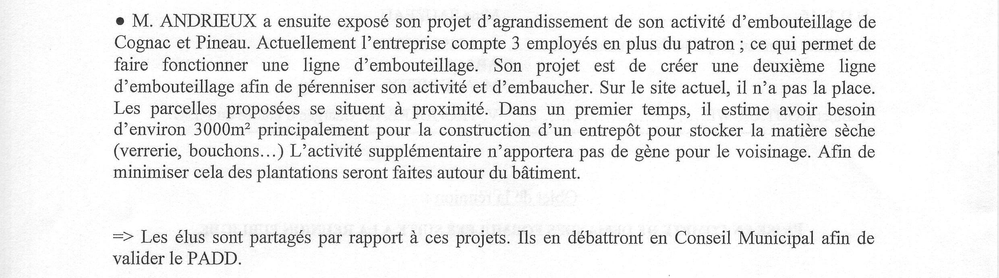 • M. ANDRIEUX a ensuite exposé son projet d’agrandissement de son activité d’embouteillage de
Cognac et Pineau. Actuellement l’entreprise compte 3 employés en plus du patron ; ce qui permet de
faire fonctionner une ligne d’embouteillage. Son projet est de créer une deuxième ligne
d’embouteillage afin de pérenniser son activité et d’embaucher. Sur le site actuel, il n’a pas la place.
Les parcelles proposées se situent à proximité. Dans un premier temps, il estime avoir besoin
d’environ 3000m² principalement pour la construction d’un entrepôt pour stocker la matière sèche
(verrerie, bouchons…) L’activité supplémentaire n’apportera pas de gène pour le voisinage. Afin de
minimiser cela des plantations seront faites autour du bâtiment.
=> Les élus sont partagés par rapport à ces projets. Ils en débattront en Conseil Municipal afin de
valider le PADD.